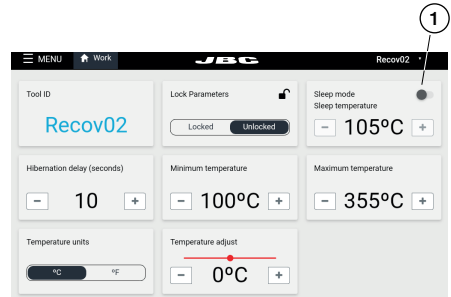 1
MENU Work JBC Recov02
Tool ID
Recov02
Lock Parameters
Locked Unlocked
Sleep mode
Sleep temperature
- 105ºC +
Hibernation delay (seconds)
- 10 +
Minimum temperature
- 100ºC +
Maximum temperature
- 355ºC +
Temperature units
ºC ºF
Temperature adjust
- 0ºC +